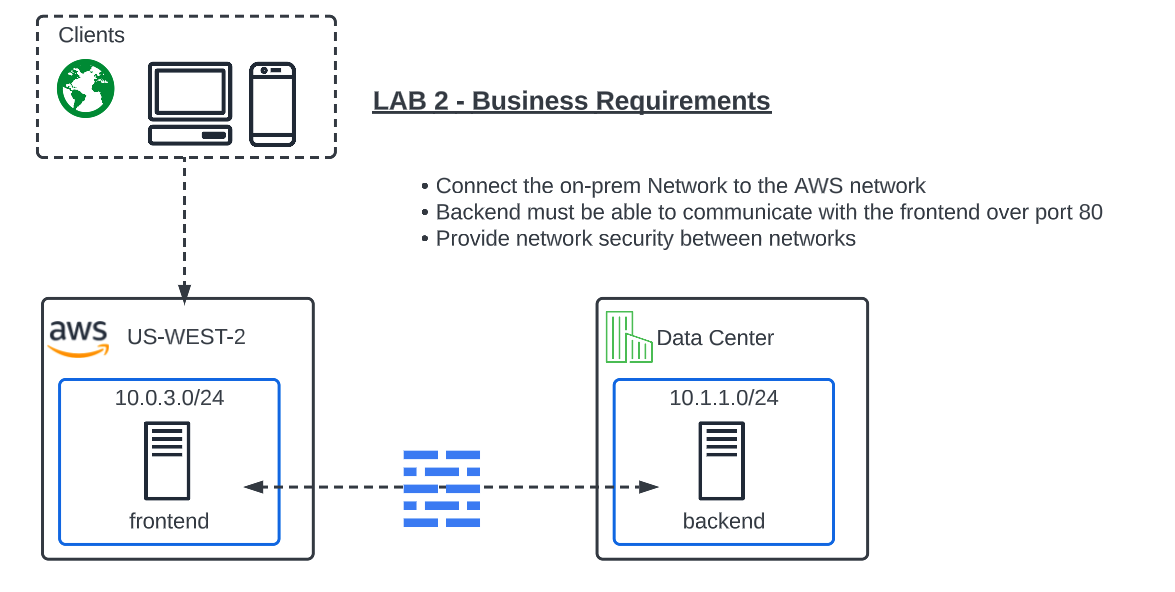 Clients
LAB 2 - Business Requirements
• Connect the on-prem Network to the AWS network
• Backend must be able to communicate with the frontend over port 80
• Provide network security between networks
aws
US-WEST-2
Data Center
10.0.3.0/24
10.1.1.0/24
frontend
backend